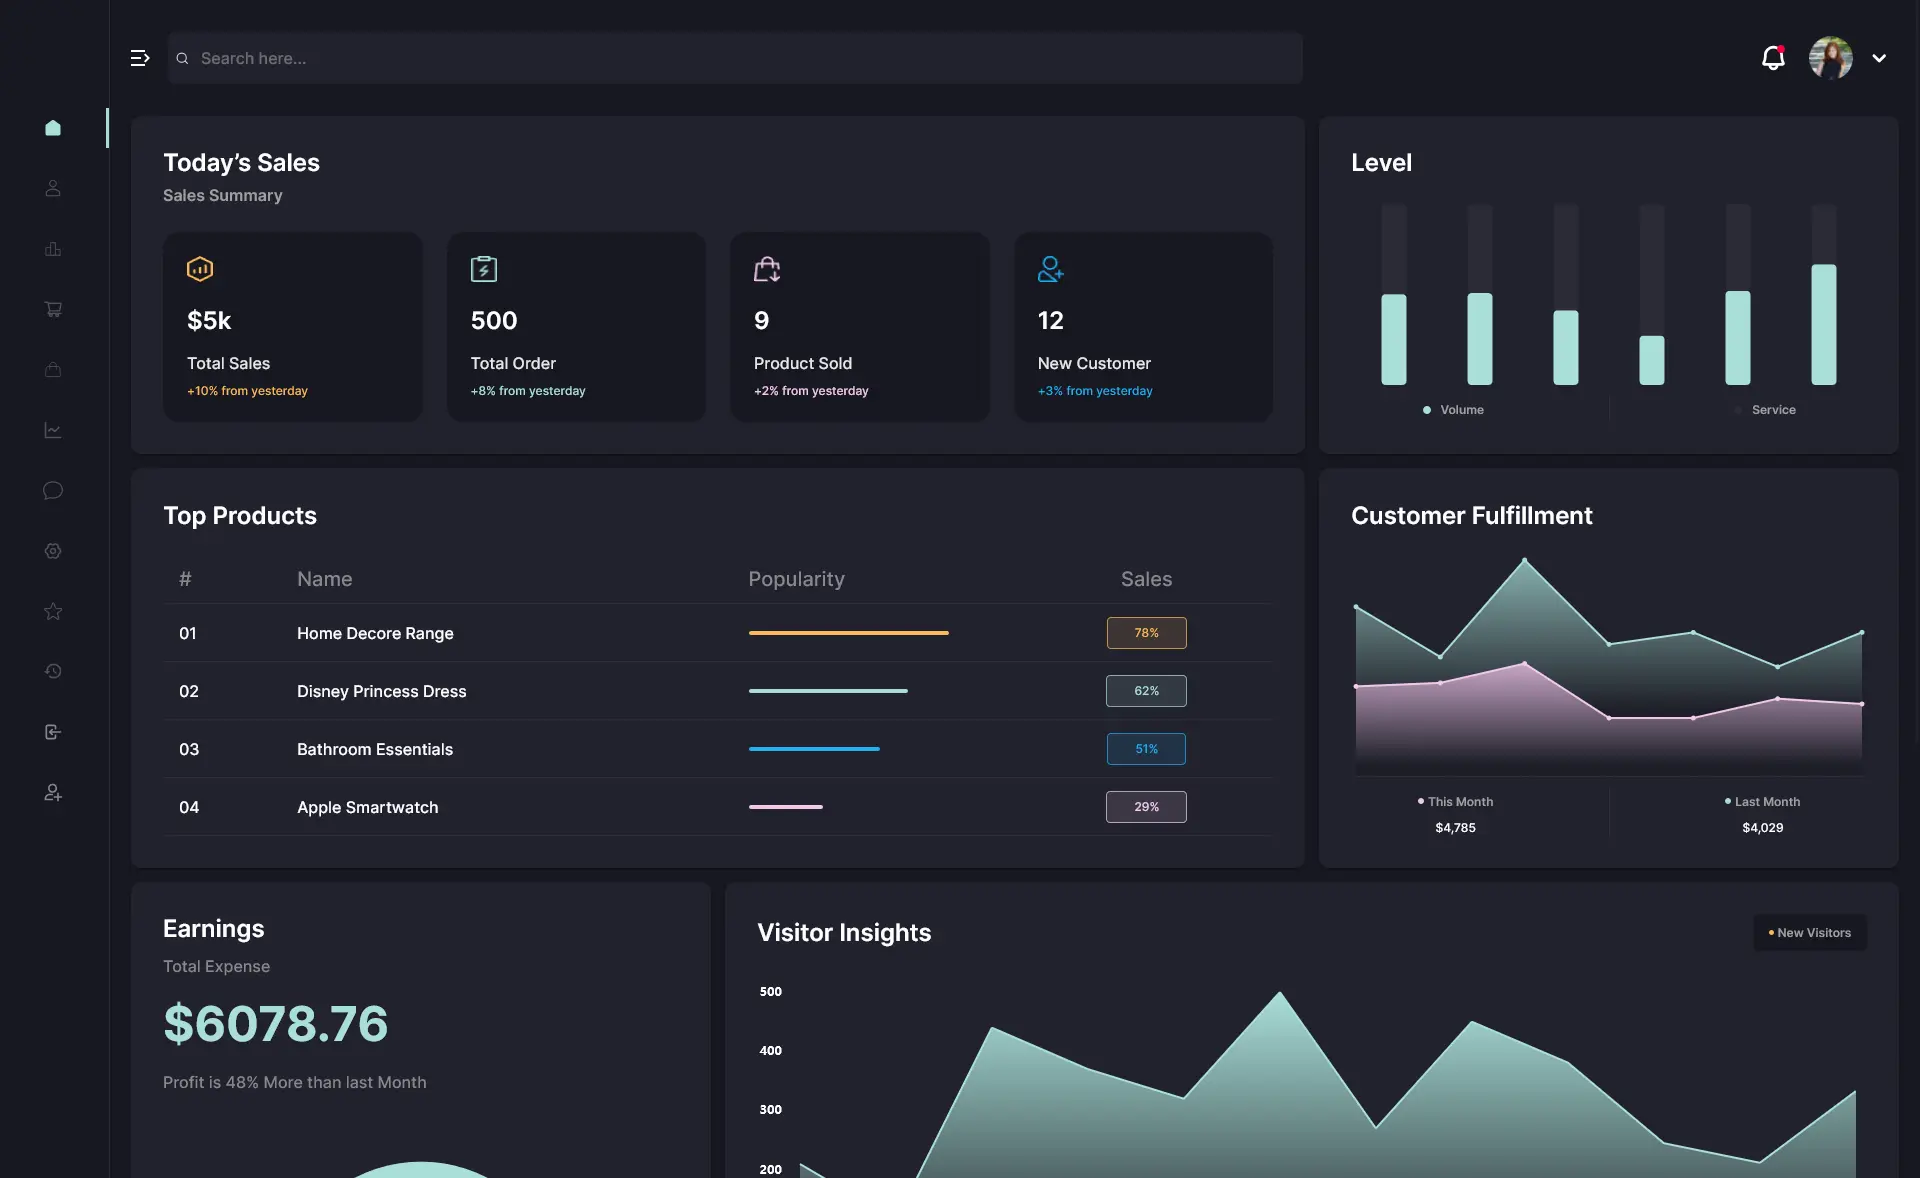 Search here...
Today’s Sales
Sales Summary
$5k
Total Sales
+10% from yesterday
500
Total Order
+8% from yesterday
9
Product Sold
+2% from yesterday
12
New Customer
+3% from yesterday
Level
Volume
Service
Top Products
# Name Popularity Sales
01 Home Decore Range 78%
02 Disney Princess Dress 62%
03 Bathroom Essentials 51%
04 Apple Smartwatch 29%
Customer Fulfillment
This Month
$4,785
Last Month
$4,029
Earnings
Total Expense
$6078.76
Profit is 48% More than last Month
Visitor Insights
New Visitors
500
400
300
200